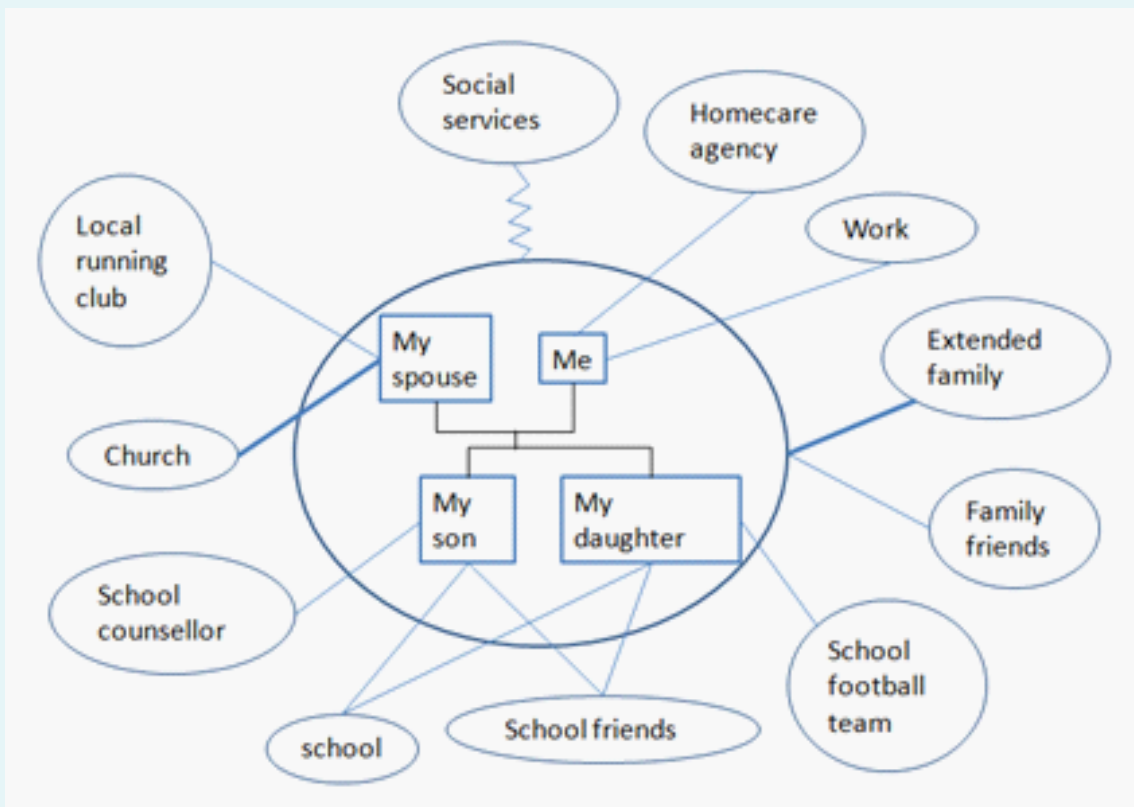 Social
services
Homecare
agency
Work
Local
running
club
My
spouse
Me
Extended
family
Church
My
son
My
daughter
Family
friends
School
counsellor
School
football
team
School friends
school